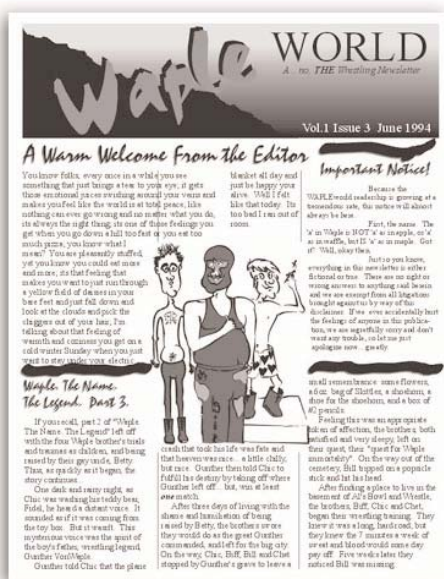 Waple
WORLD
A... no, THE Wrestling Newsletter
Vol.1 Issue 3 June 1994
A Warm Welcome From the Editor
You know folks, every once in a while you see
something that just brings a tear to your eye; it gets
those emotional juices swishing around your veins and
makes you feel like the world is at total peace, like
nothing can ever go wrong and no matter what you do,
its always the right thing; its one of those feelings you
get when you go down a hill too fast or you eat too
much pizza, you know what I
mean? You are pleasantly stuffed,
yet you know you could eat more
and more; its that feeling that
makes you want to just run through
a yellow field of daisies in your
bare feet and just fall down and
look at the clouds and pick the
claggers out of your hair, I'm
talking about that feeling of
warmth and coziness you get on a
cold winter Sunday when you just
want to stay under your electric
blanket all day and
just be happy your
alive. Well I felt
like that today. Its
too bad I ran out of
room.
Important Notice!
Because the
WAPLEworld readership is growing at a
tremendous rate, this notice will almost
always be here.
First, the name. The
'a' in Waple is NOT 'a' as in apple, or 'a'
as in waffle, but IS 'a' as in maple. Got
it? Well, okay then.
Just so you know,
everything in this newsletter is either
fictional or true. There are no right or
wrong answers to anything said herein
and we are exempt from all litigation
brought against us by way of this
disclaimer. If we ever accidentally hurt
the feelings of anyone in this publica-
tion, we are regretfully sorry and don't
want any trouble, so let me just
apologize now... greatly.
Waple. The Name.
The Legend. Part 3.
If you recall, part 2 of "Waple.
The Name. The Legend" left off
with the four Waple brother's trials
and traumas as children, and being
raised by their gay uncle, Betty.
Thus, as quickly as it began, the
story continues...
One dark and rainy night, as
Chic was washing his teddy bear,
Fidel, he heard a distant voice. It
sounded as if it was coming from
the toy box. But it wasn't. This
mysterious voice was the spirit of
the boy's father, wrestling legend,
Gunther VonWaple.
Gunther told Chic that the plane
crash that took his life was fate and
that heaven was nice... a little chilly,
but nice. Gunther then told Chic to
fulfill his destiny by taking off where
Gunther left off... but, win at least
one match.
After three days of living with the
shame and humiliation of being
raised by Betty, the brothers swore
they would do as the great Gunther
commanded, and left for the big city.
On the way, Chic, Buff, Bill and Chet
stopped by Gunther's grave to leave a
small remembrance: some flowers,
a 6 oz. bag of Skittles, a shoehorn, a
shoe for the shoehorn, and a box of
#2 pencils.
Feeling this was an appropriate
token of affection, the brothers, both
satisfied and very sleepy, left on
their quest, their "quest for Waple
immortality". On the way out of the
cemetery, Bill tripped on a popsicle
stick and hit his head.
After finding a place to live in the
basement of Al's Bowl and Wrestle,
the brothers, Buff, Chic and Chet,
began their wrestling training. They
knew it was a long, hard road, but
they knew the 7 minutes a week of
sweat and blood would some day
pay off. Five weeks later they
noticed Bill was missing.